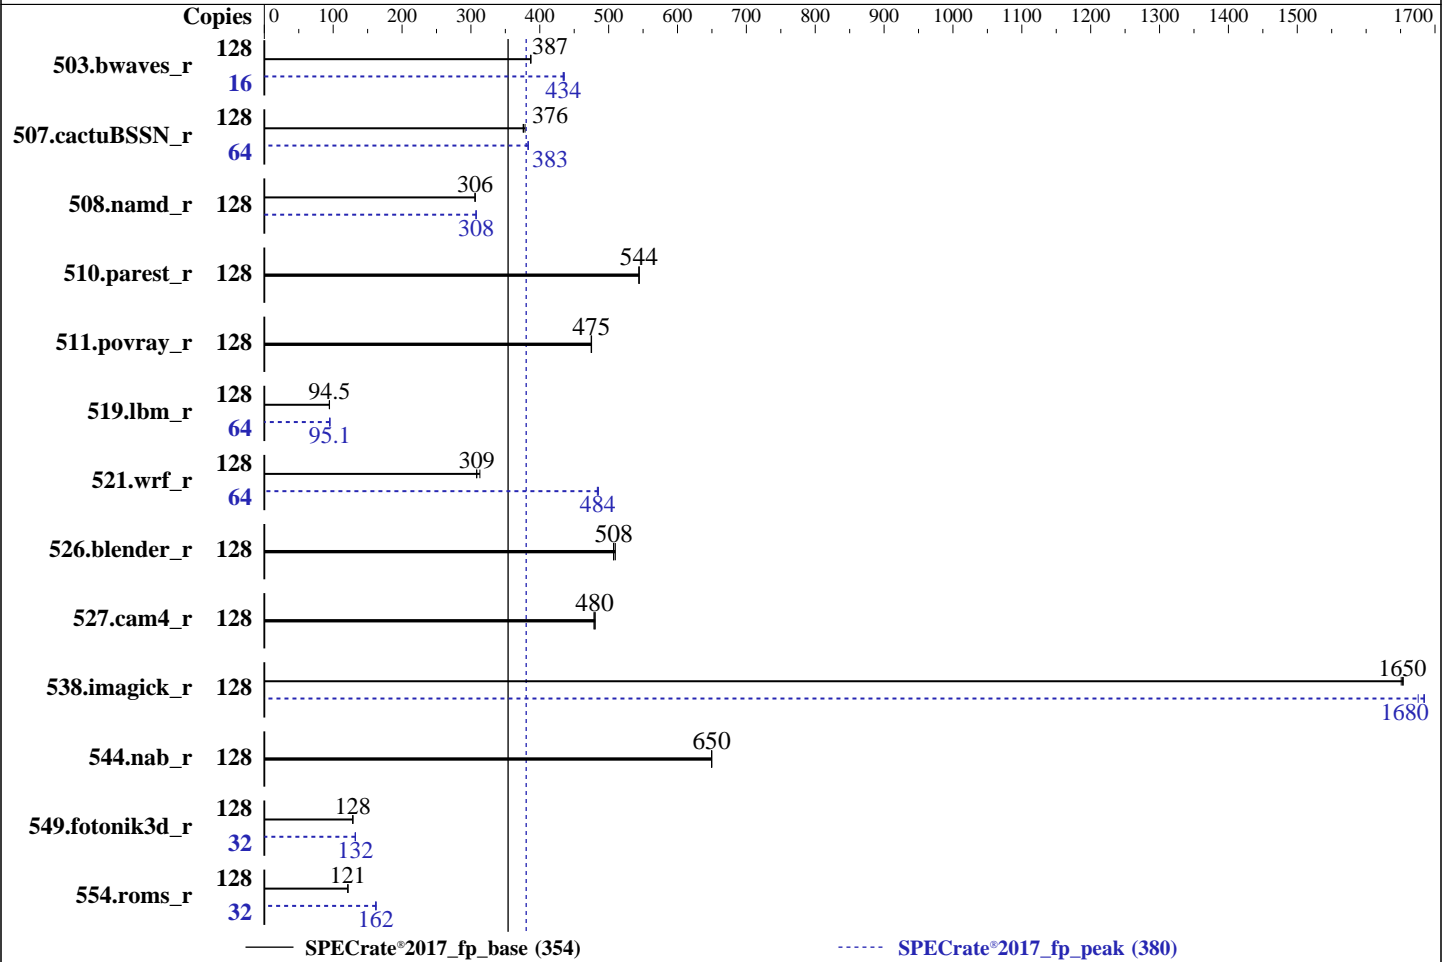 Copies 0 100 200 300 400 500 600 700 800 900 1000 1100 1200 1300 1400 1500 1700
503.bwaves_r 128 387
16 434
507.cactuBSSN_r 128 376
64 383
508.namd_r 128 306
308
510.parest_r 128 544
511.povray_r 128 475
519.lbm_r 128 94.5
64 95.1
521.wrf_r 128 309
64 484
526.blender_r 128 508
527.cam4_r 128 480
538.imagick_r 128 1650
1680
544.nab_r 128 650
549.fotonik3d_r 128 128
32 132
554.roms_r 128 121
32 162
SPECrate®2017_fp_base (354) SPECrate®2017_fp_peak (380)